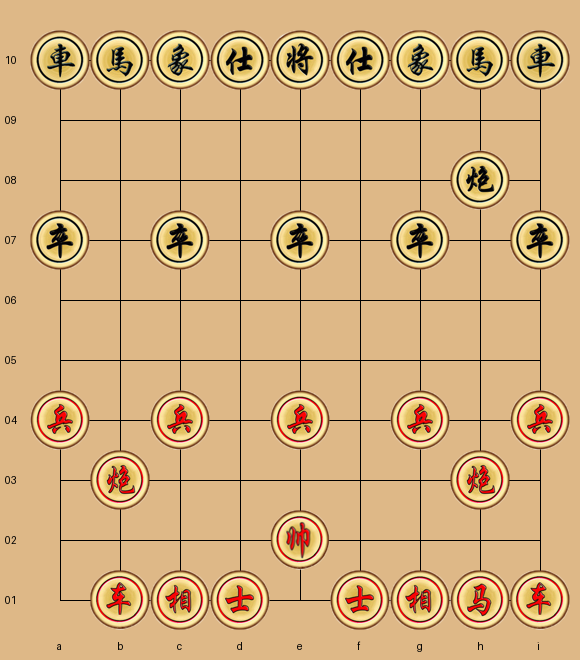 10 車 馬 象 仕 将 仕 象 馬 車
09
08 炮
07 卒 卒 卒 卒 卒
06
05
04 兵 兵 兵 兵 兵
03 炮 炮
02 帅
01 车 相 士 士 相 马 车
a b c d e f g h i